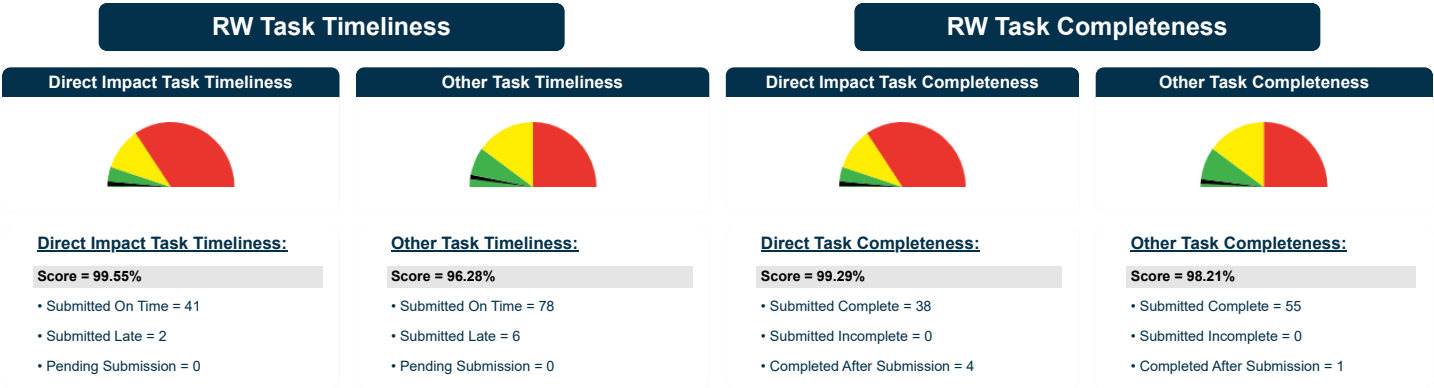 RW Task Timeliness
RW Task Completeness
Direct Impact Task Timeliness
Other Task Timeliness
Direct Impact Task Completeness
Other Task Completeness
Direct Impact Task Timeliness:
Score = 99.55%
• Submitted On Time = 41
• Submitted Late = 2
• Pending Submission = 0
Other Task Timeliness:
Score = 96.28%
• Submitted On Time = 78
• Submitted Late = 6
• Pending Submission = 0
Direct Task Completeness:
Score = 99.29%
• Submitted Complete = 38
• Submitted Incomplete = 0
• Completed After Submission = 4
Other Task Completeness:
Score = 98.21%
• Submitted Complete = 55
• Submitted Incomplete = 0
• Completed After Submission = 1